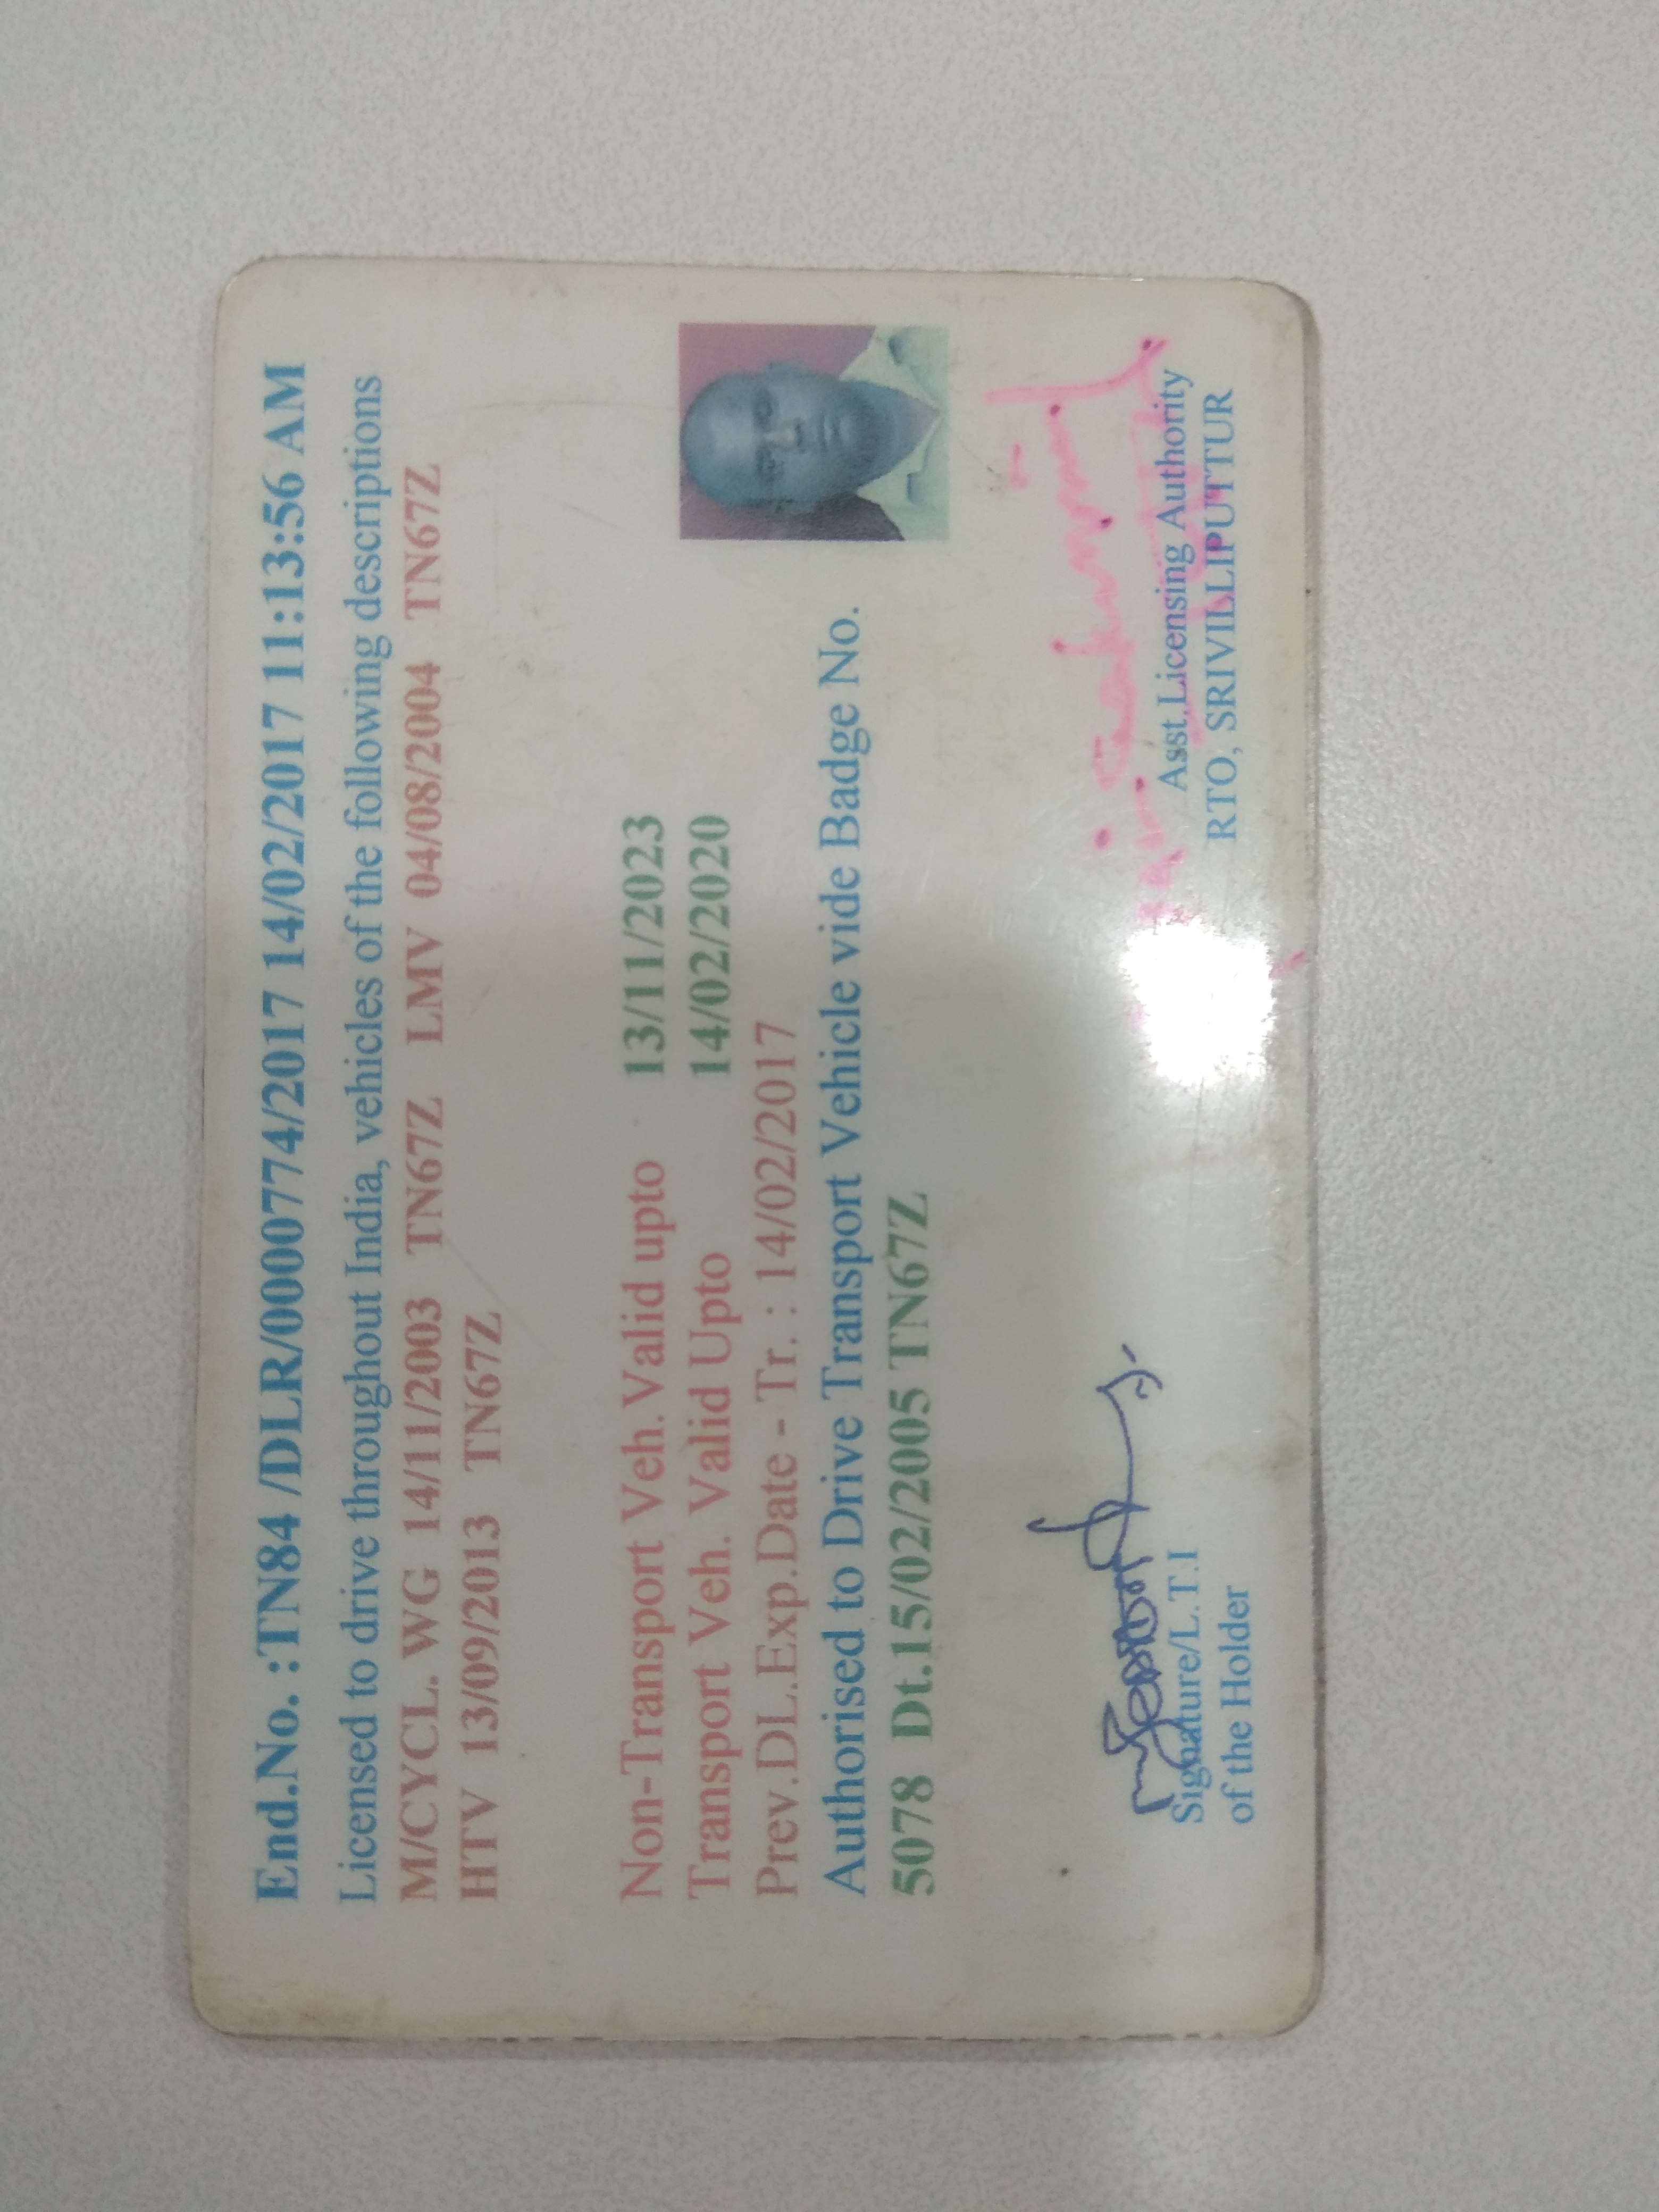 End.No. :TN84 /DLR/0000774/2017 14/02/2017 11:13:56 AM
Licensed to drive throughout India, vehicles of the following descriptions
M/CYCL. WG 14/11/2003 TN67Z LMV 04/08/2004 TN67Z
HTV 13/09/2013 TN67Z
Non-Transport Veh.Valid upto 13/11/2023
Transport Veh. Valid Upto 14/02/2020
Prev.DL.Exp.Date - Tr. : 14/02/2017
Authorised to Drive Transport Vehicle vide Badge No.
5078 Dt.15/02/2005 TN67Z
Signature/L.T.I
of the Holder
Asst.Licensing Authority
RTO, SRIVILLIPUTTUR